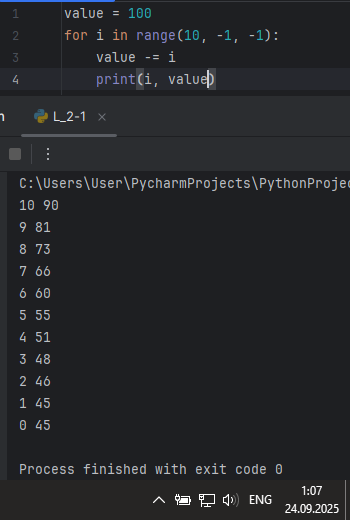 1 value = 100
2 for i in range(10, -1, -1):
3     value -= i
4     print(i, value)
n
L_2-1
C:\Users\User\PycharmProjects\PythonProjec
10 90
9 81
8 73
7 66
6 60
5 55
4 51
3 48
2 46
1 45
0 45
Process finished with exit code 0
ENG
1:07
24.09.2025